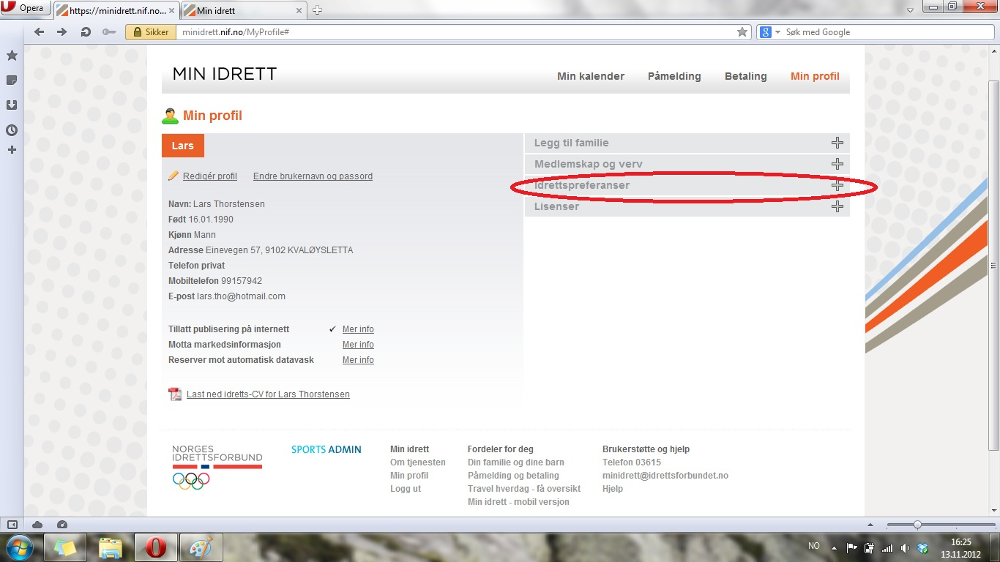 Opera
https://minidrett.nif.no...
Min idrett
Sikker
minidrett.nif.no/MyProfile#
Søk med Google
MIN IDRETT
Min kalender
Påmelding
Betaling
Min profil
Min profil
Lars
Redigér profil
Endre brukernavn og passord
Navn: Lars Thorstensen
Født 16.01.1990
Kjønn Mann
Adresse Einevegen 57, 9102 KVALØYSLETTA
Telefon privat
Mobiltelefon 99157942
E-post lars.tho@hotmail.com
Tillatt publisering på internett ✓ Mer info
Motta markedsinformasjon Mer info
Reserver mot automatisk datavask Mer info
Last ned idretts-CV for Lars Thorstensen
Legg til familie
Medlemskap og verv
Idrettspreferanser
Lisenser
NORGES
IDRETTSFORBUND
SPORTS ADMIN
Min idrett
Om tjenesten
Min profil
Logg ut
Fordeler for deg
Din familie og dine barn
Påmelding og betaling
Travel hverdag - få oversikt
Min idrett - mobil versjon
Brukerstøtte og hjelp
Telefon 03615
minidrett@idrettsforbundet.no
Hjelp
NO
16:25
13.11.2012